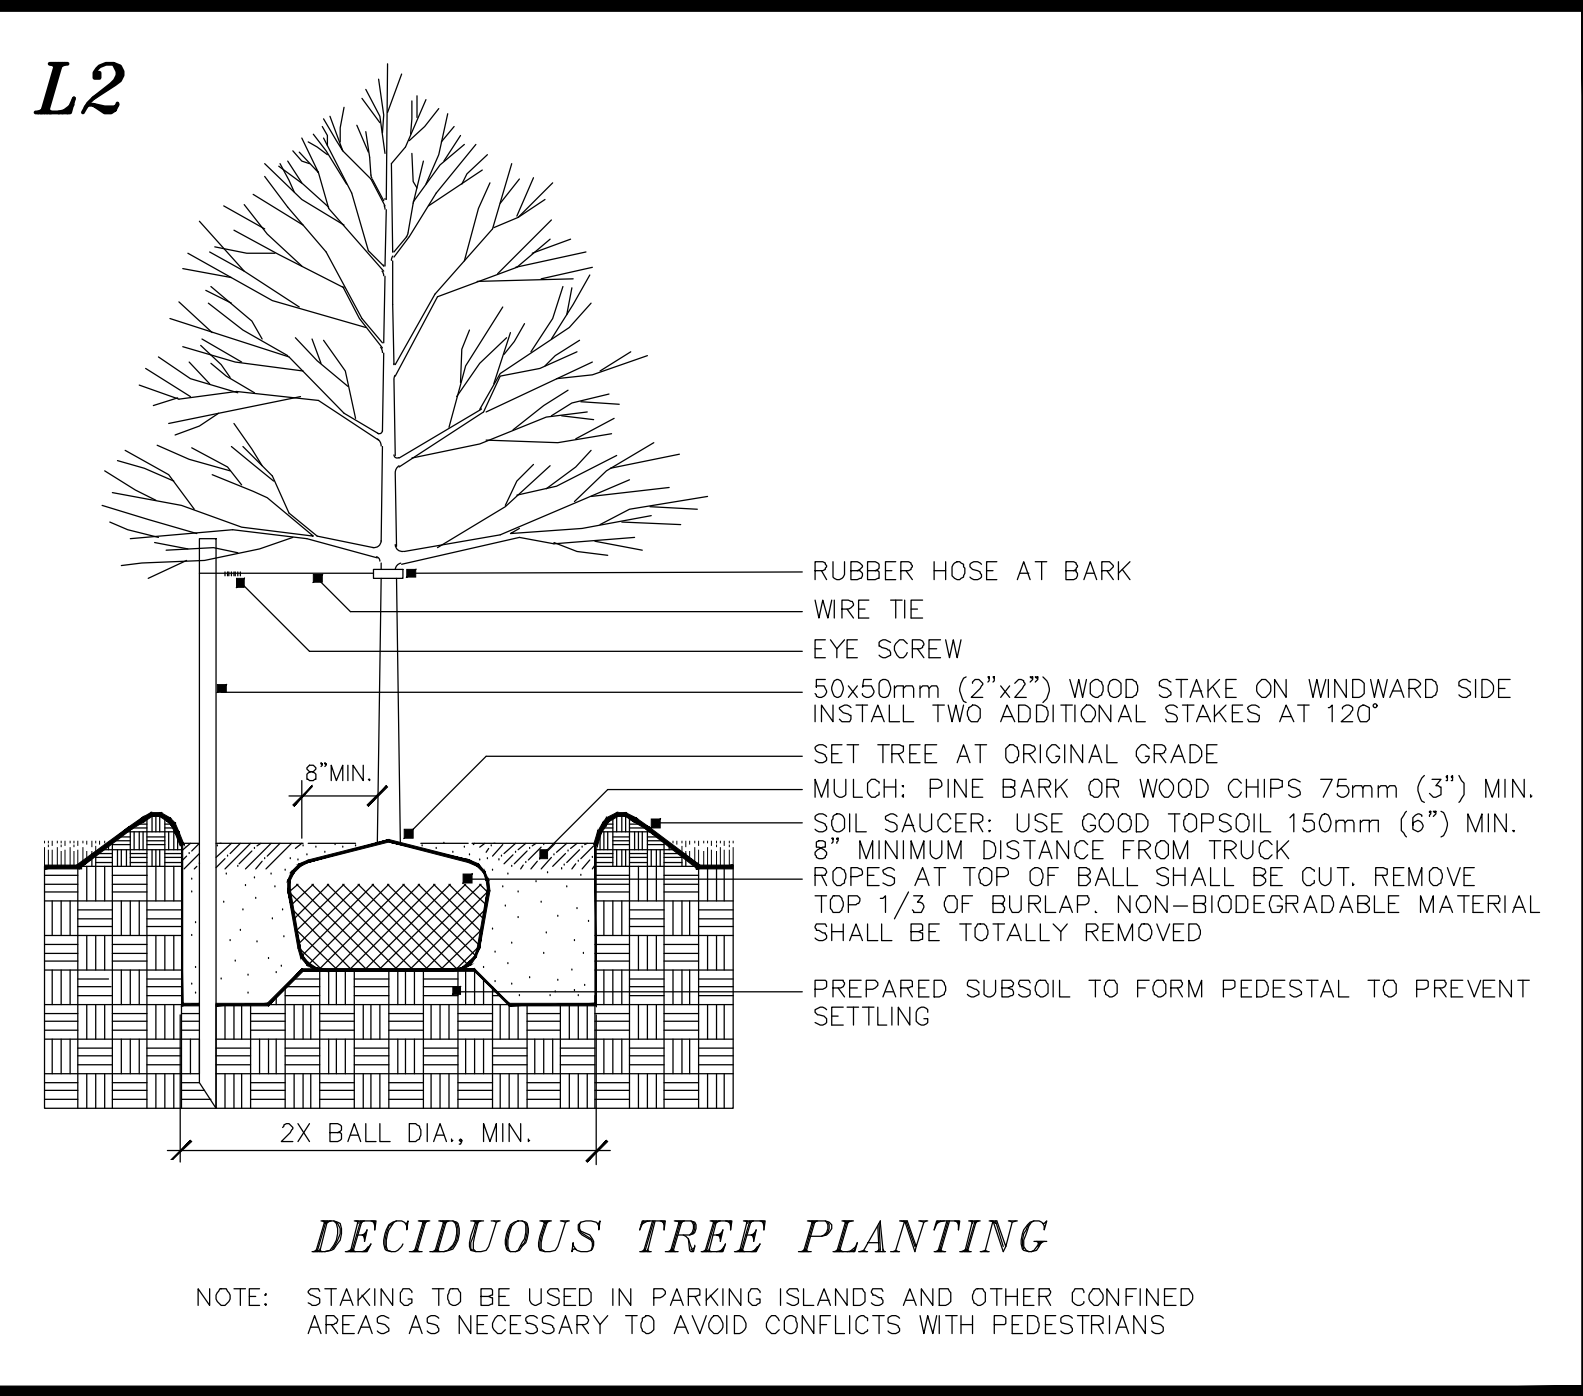 L2
RUBBER HOSE AT BARK
WIRE TIE
EYE SCREW
50x50mm (2"x2") WOOD STAKE ON WINDWARD SIDE
INSTALL TWO ADDITIONAL STAKES AT 120°
SET TREE AT ORIGINAL GRADE
8"MIN.
MULCH: PINE BARK OR WOOD CHIPS 75mm (3") MIN.
SOIL SAUCER: USE GOOD TOPSOIL 150mm (6") MIN.
8" MINIMUM DISTANCE FROM TRUCK
ROPES AT TOP OF BALL SHALL BE CUT. REMOVE
TOP 1/3 OF BURLAP. NON-BIODEGRADABLE MATERIAL
SHALL BE TOTALLY REMOVED
PREPARED SUBSOIL TO FORM PEDESTAL TO PREVENT
SETTLING
2X BALL DIA., MIN.
DECIDUOUS TREE PLANTING
NOTE: STAKING TO BE USED IN PARKING ISLANDS AND OTHER CONFINED
AREAS AS NECESSARY TO AVOID CONFLICTS WITH PEDESTRIANS